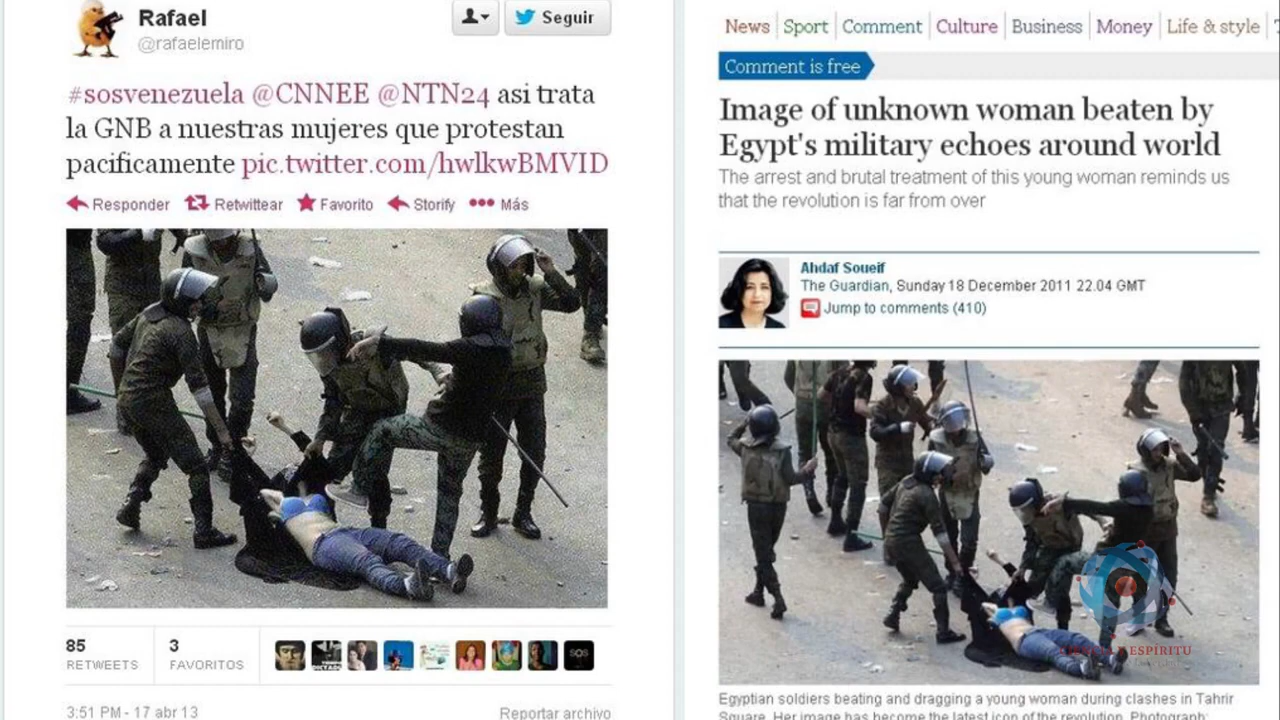 Rafael
@rafaelemiro
Seguir
#sosvenezuela @CNNEE @NTN24 asi trata
la GNB a nuestras mujeres que protestan
pacificamente pic.twitter.com/hwlkwBMVID
Responder Retwittear Favorito Storify Más
85
RETWEETS
3
FAVORITOS
SOS
3:51 PM - 17 abr 13
Reportar archivo
News Sport Comment Culture Business Money Life & style
Comment is free
Image of unknown woman beaten by
Egypt's military echoes around world
The arrest and brutal treatment of this young woman reminds us
that the revolution is far from over
Ahdaf Soueif
The Guardian, Sunday 18 December 2011 22.04 GMT
Jump to comments (410)
CIENCIA Y ESPÍRITU
Egyptian soldiers beating and dragging a young woman during clashes in Tahrir
Square. Her image has become the latest icon of the revolution. Photogra